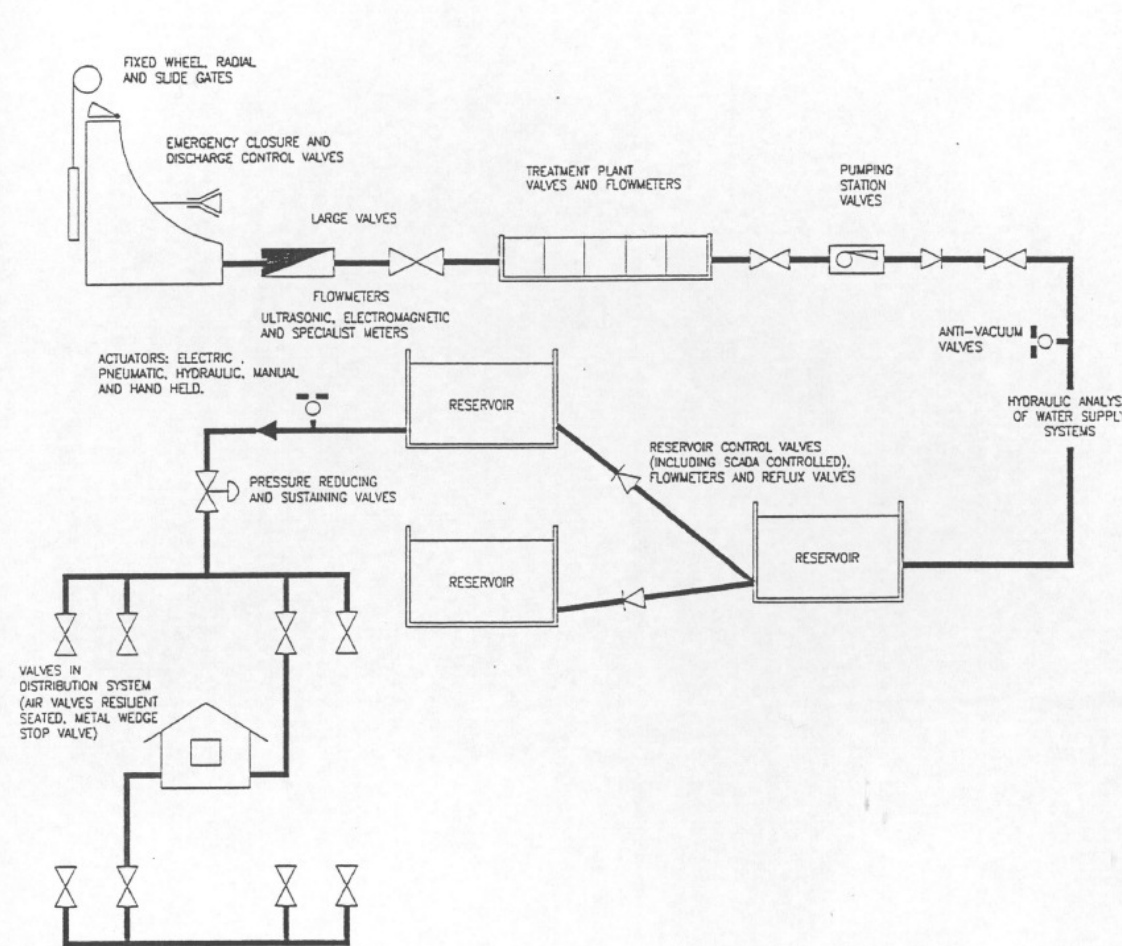 FIXED WHEEL, RADIAL
AND SLIDE GATES
EMERGENCY CLOSURE AND
DISCHARGE CONTROL VALVES
LARGE VALVES
TREATMENT PLANT
VALVES AND FLOWMETERS
PUMPING
STATION
VALVES
FLOWMETERS
ULTRASONIC, ELECTROMAGNETIC
AND SPECIALIST METERS
ANTI-VACUUM
VALVES
ACTUATORS: ELECTRIC ,
PNEUMATIC, HYDRAULIC, MANUAL
AND HAND HELD.
RESERVOIR
HYDRAULIC ANALYS
OF WATER SUPPLY
SYSTEMS
RESERVOIR CONTROL VALVES
(INCLUDING SCADA CONTROLLED),
FLOWMETERS AND REFLUX VALVES
PRESSURE REDUCING
AND SUSTAINING VALVES
RESERVOIR
RESERVOIR
VALVES IN
DISTRIBUTION SYSTEM
(AIR VALVES RESILIENT
SEATED, METAL WEDGE
STOP VALVE)